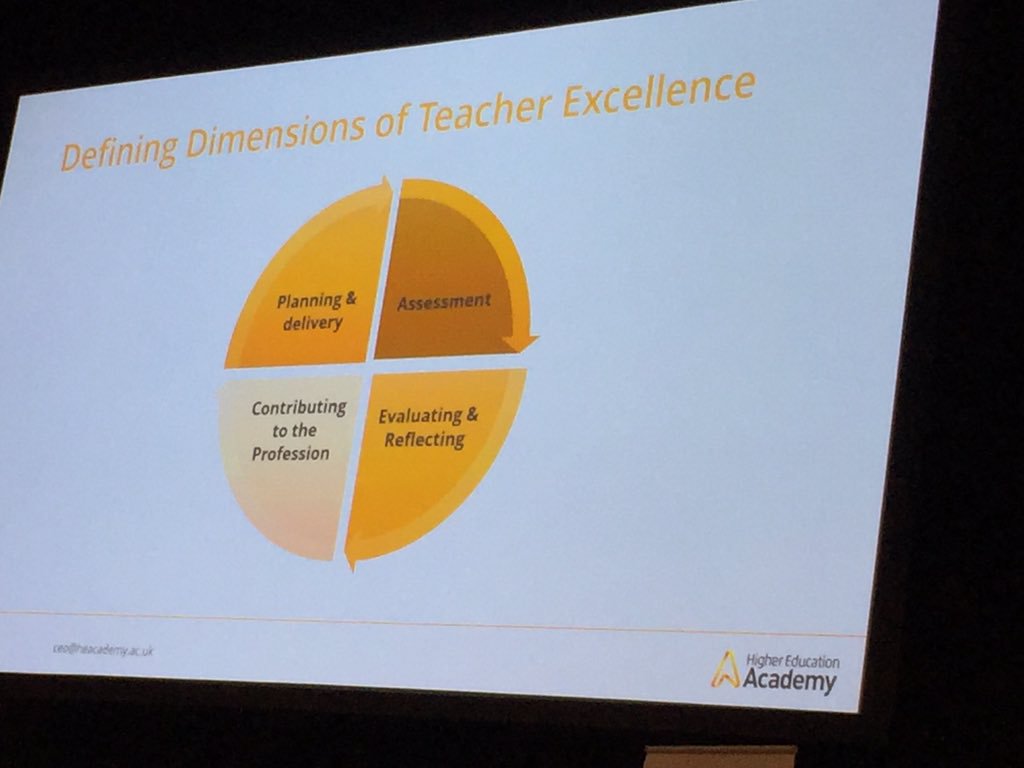 Defining Dimensions of Teacher Excellence
Planning &
delivery
Assessment
Contributing
to the
Profession
Evaluating &
Reflecting
ceo@heacademy.ac.uk
Higher Education
Academy